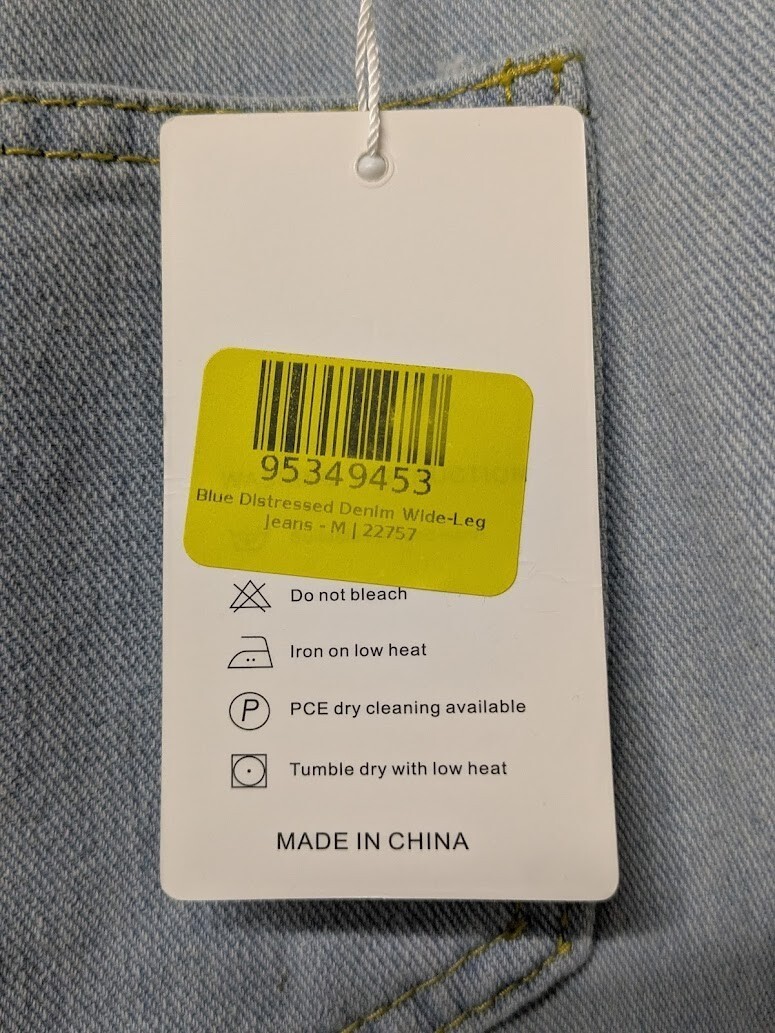 95349453
Blue Distressed Denim Wide-Leg
Jeans - M | 22757
Do not bleach
Iron on low heat
P
PCE dry cleaning available
Tumble dry with low heat
MADE IN CHINA